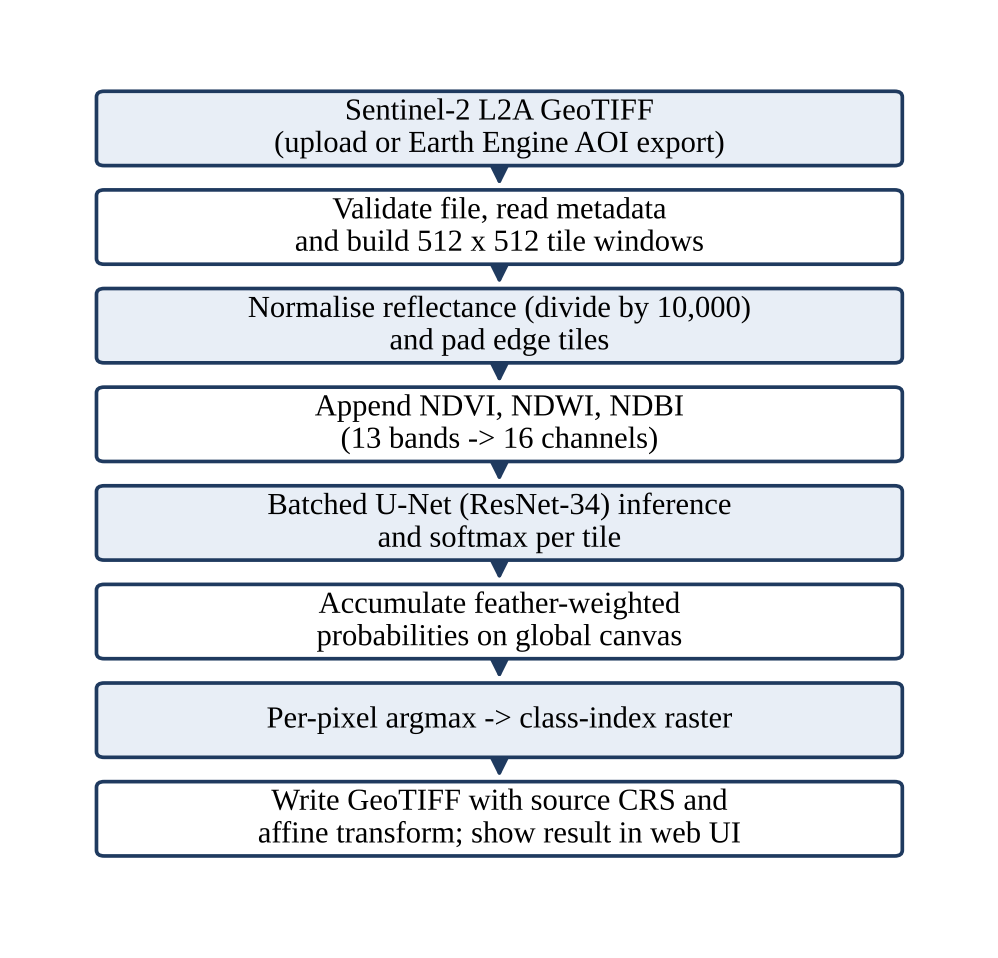 Sentinel-2 L2A GeoTIFF
(upload or Earth Engine AOI export)
Validate file, read metadata
and build 512 x 512 tile windows
Normalise reflectance (divide by 10,000)
and pad edge tiles
Append NDVI, NDWI, NDBI
(13 bands -> 16 channels)
Batched U-Net (ResNet-34) inference
and softmax per tile
Accumulate feather-weighted
probabilities on global canvas
Per-pixel argmax -> class-index raster
Write GeoTIFF with source CRS and
affine transform; show result in web UI